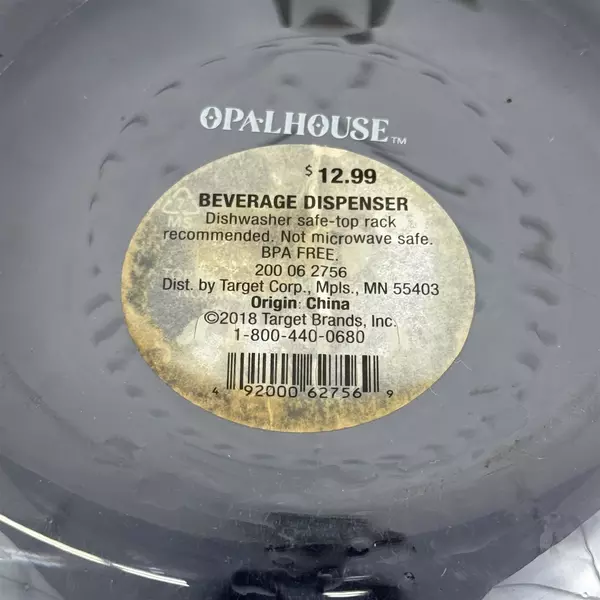 OPALHOUSE™
$12.99
BEVERAGE DISPENSER
Dishwasher safe-top rack
recommended. Not microwave safe.
BPA FREE.
200 06 2756
Dist. by Target Corp., Mpls., MN 55403
Origin: China
©2018 Target Brands, Inc.
1-800-440-0680
4 92000 62756 9